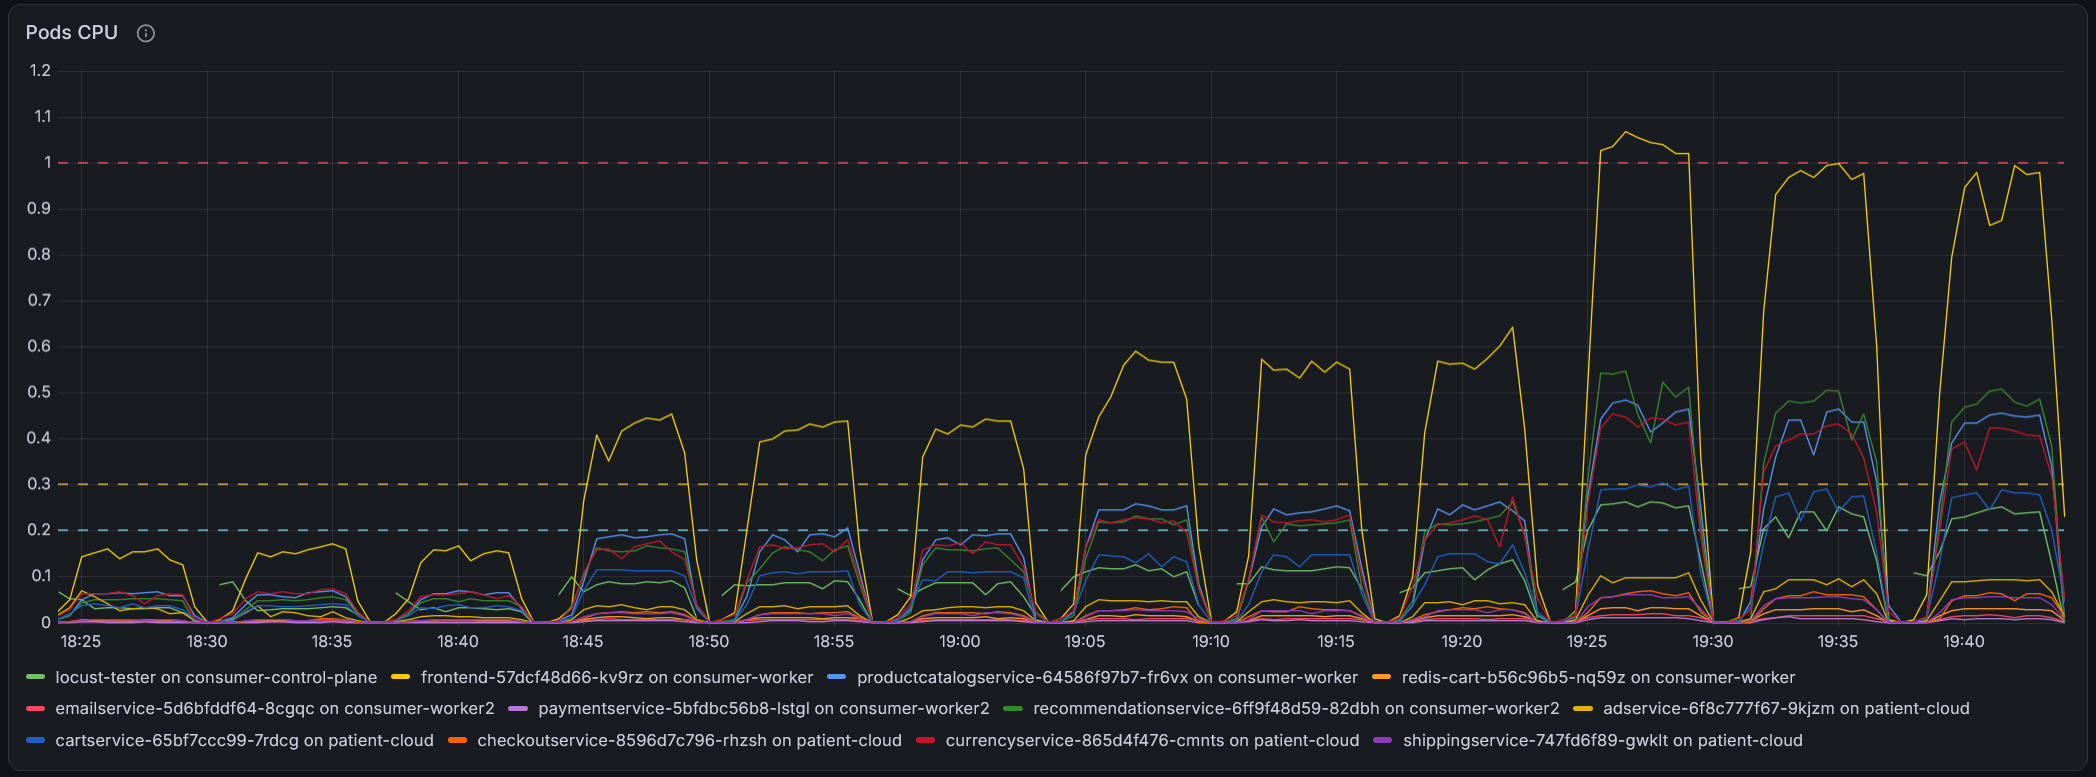 Pods CPU
1.2
1.1
1
0.9
0.8
0.7
0.6
0.5
0.4
0.3
0.2
0.1
0
18:25 18:30 18:35 18:40 18:45 18:50 18:55 19:00 19:05 19:10 19:15 19:20 19:25 19:30 19:35 19:40
locust-tester on consumer-control-plane frontend-57dcf48d66-kv9rz on consumer-worker productcatalogservice-64586f97b7-fr6vx on consumer-worker redis-cart-b56c96b5-nq59z on consumer-worker
emailservice-5d6bfddf64-8cgqc on consumer-worker2 paymentservice-5bfdbc56b8-lstgl on consumer-worker2 recommendationservice-6ff9f48d59-82dbh on consumer-worker2 adservice-6f8c777f67-9kjzm on patient-cloud
cartservice-65bf7ccc99-7rdcg on patient-cloud checkoutservice-8596d7c796-rhzsh on patient-cloud currencyservice-865d4f476-cmnts on patient-cloud shippingservice-747fd6f89-gwklt on patient-cloud